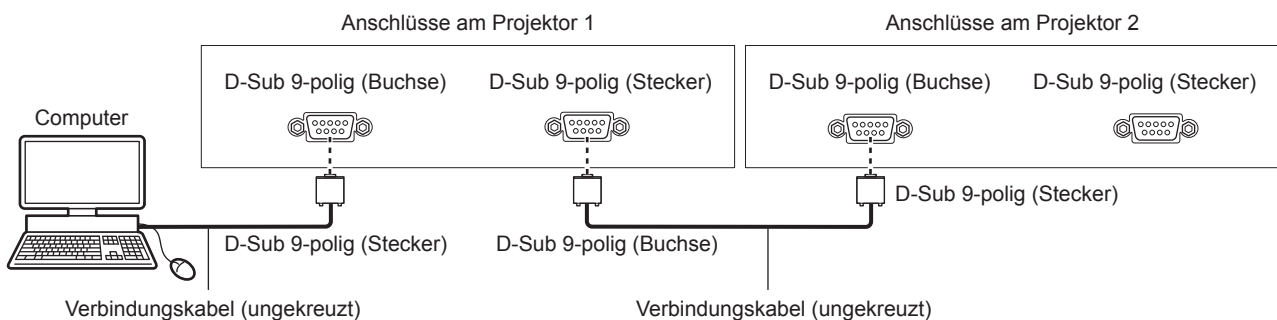 Anschlüsse am Projektor 1
Anschlüsse am Projektor 2
D-Sub 9-polig (Buchse)
D-Sub 9-polig (Stecker)
D-Sub 9-polig (Buchse)
D-Sub 9-polig (Stecker)
Computer
D-Sub 9-polig (Stecker)
D-Sub 9-polig (Stecker)
D-Sub 9-polig (Buchse)
Verbindungskabel (ungekreuzt)
Verbindungskabel (ungekreuzt)